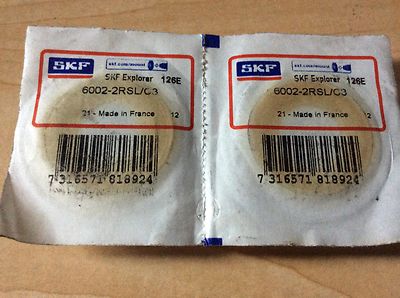 SKF skf.com/mount
SKF Explorer 126E
6002-2RSL/C3
21 - Made in France 12
7 316571 818924
SKF skf.com/mount
SKF Explorer 126E
6002-2RSL/C3
21 - Made in France 12
7 316571 818924